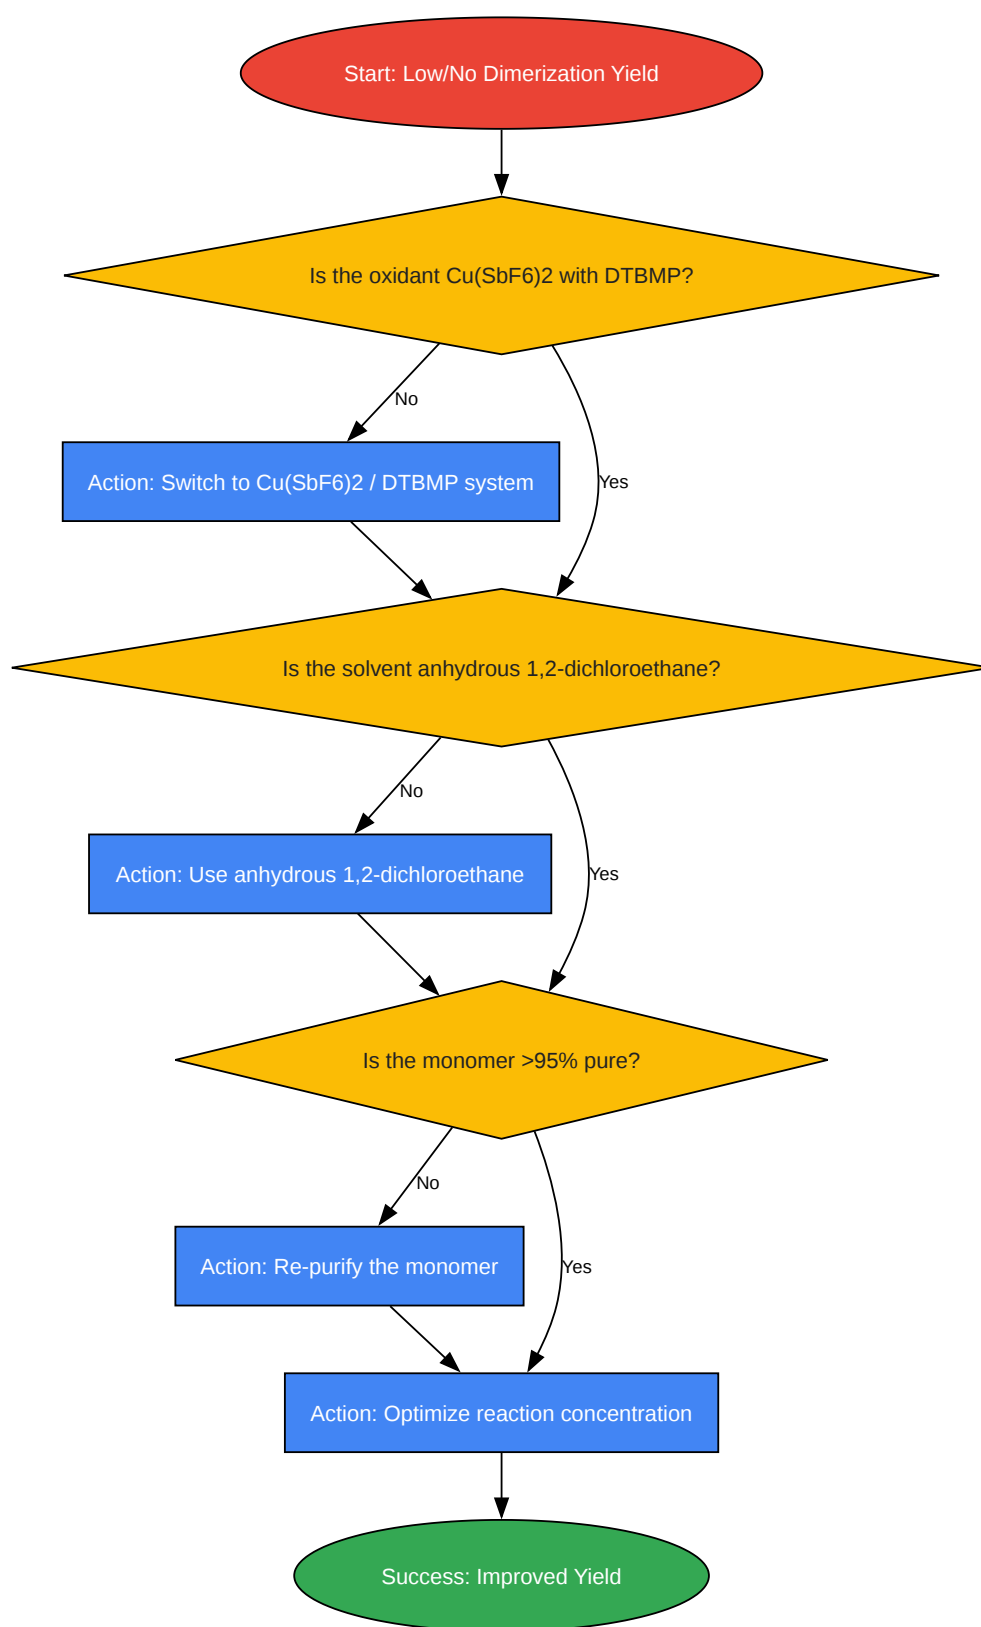 Start: Low/No Dimerization Yield
Is the oxidant Cu(SbF6)2 with DTBMP?
No
Action: Switch to Cu(SbF6)2 / DTBMP system
Yes
Is the solvent anhydrous 1,2-dichloroethane?
No
Action: Use anhydrous 1,2-dichloroethane
Yes
Is the monomer >95% pure?
No
Action: Re-purify the monomer
Yes
Action: Optimize reaction concentration
Success: Improved Yield